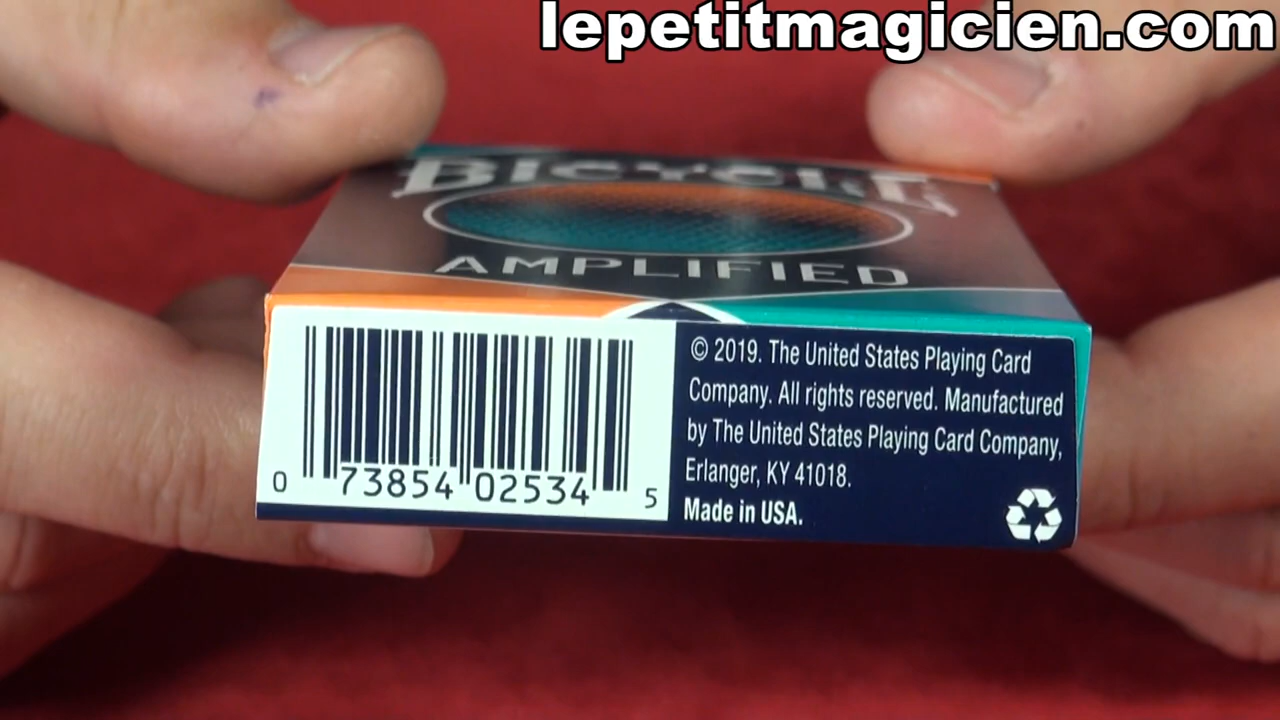 lepetitmagicien.com
BICYCLE
AMPLIFIED
© 2019. The United States Playing Card
Company. All rights reserved. Manufactured
by The United States Playing Card Company,
Erlanger, KY 41018.
Made in USA.
0 73854 02534 5